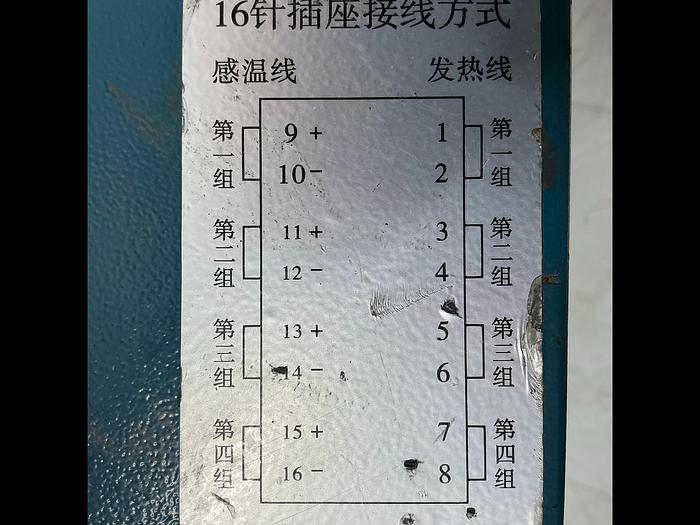 16针插座接线方式
感温线 发热线
第一组 9 + 1 第一组
10 − 2
第二组 11 + 3 第二组
12 − 4
第三组 13 + 5 第三组
14 − 6
第四组 15 + 7 第四组
16 − 8